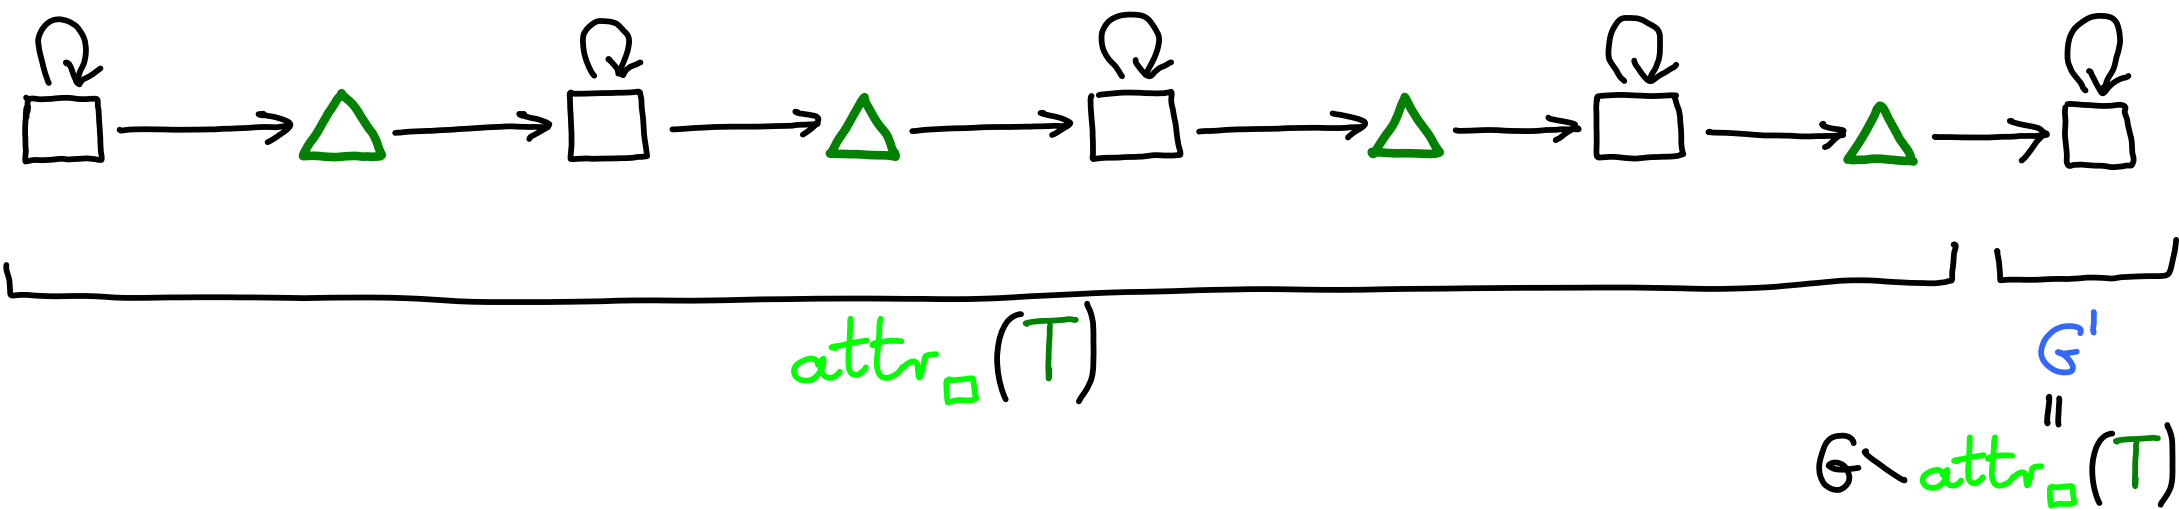 attr□(T)
G'
=
G \ attr□(T)